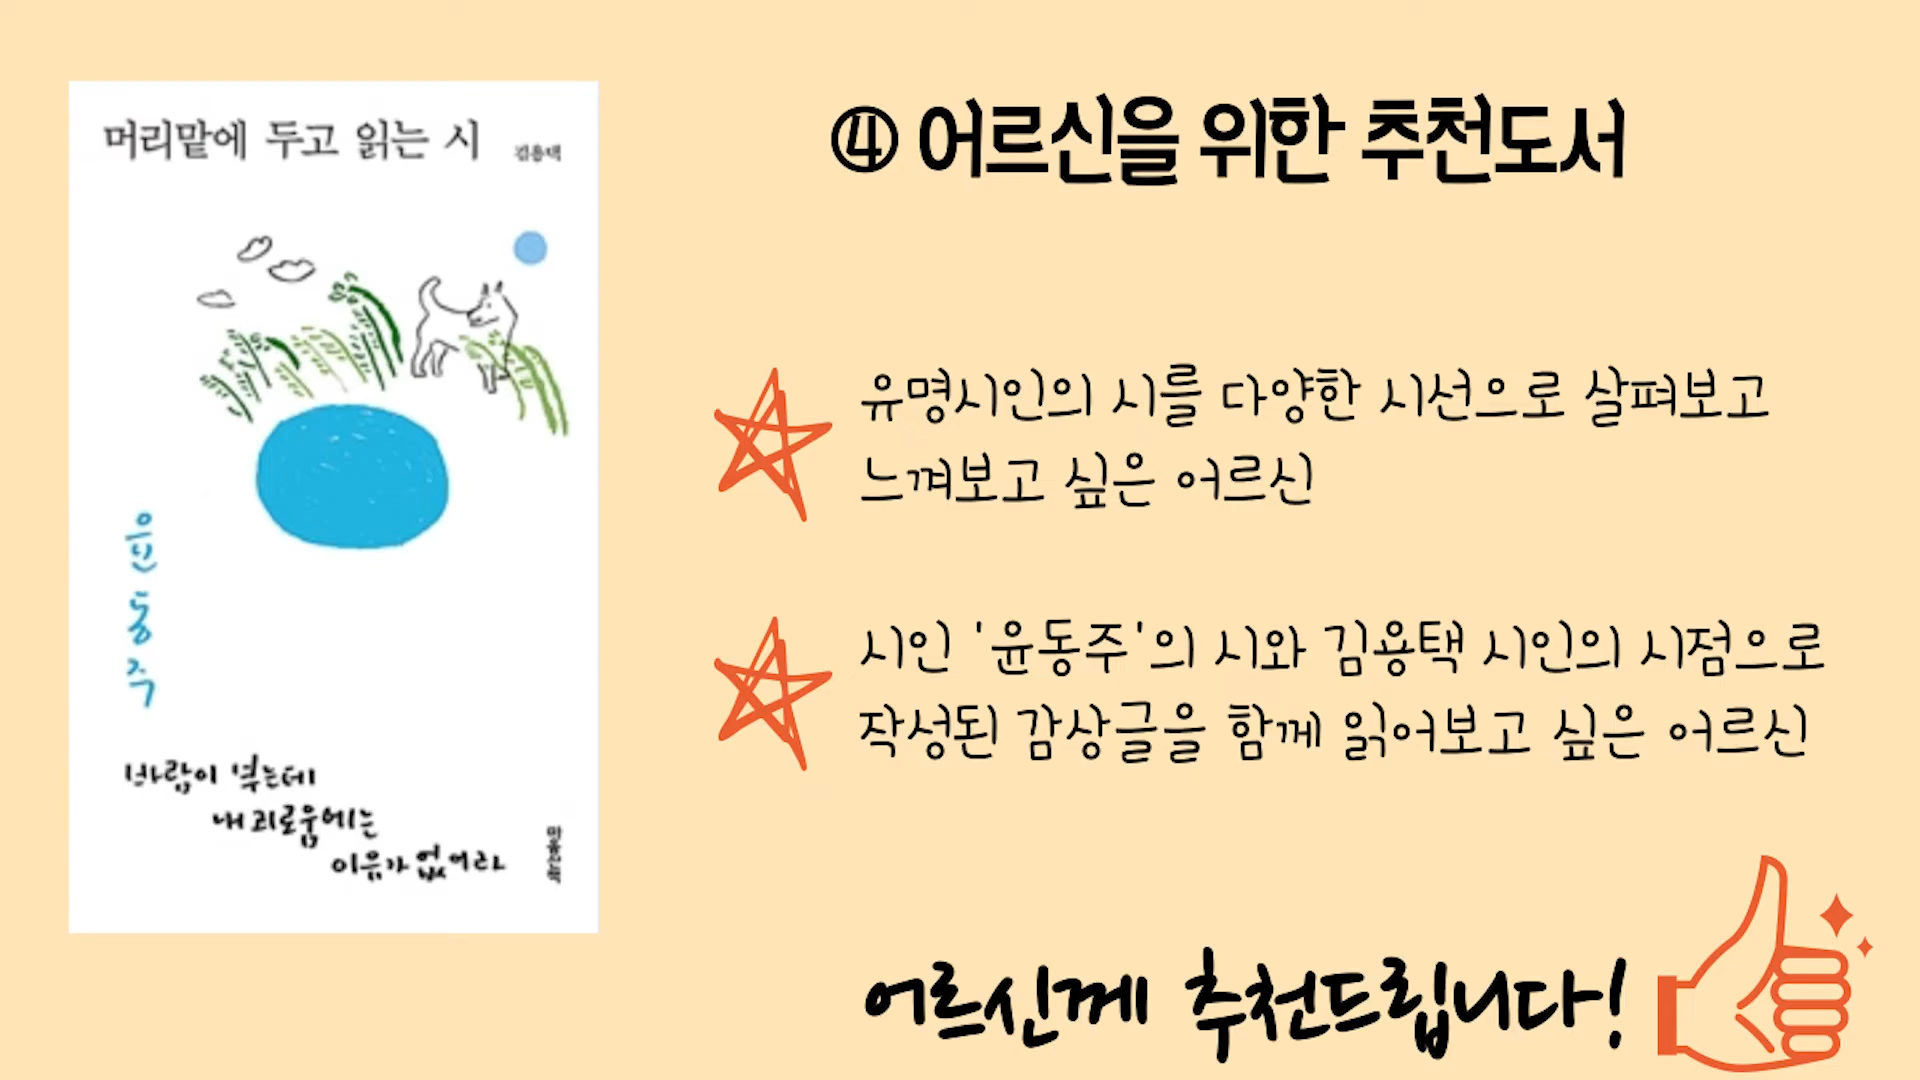 머리맡에 두고 읽는 시 김용택
윤동주
바람이 부는데
내 괴로움에는
이유가 없어라
마음산책
④ 어르신을 위한 추천도서
유명시인의 시를 다양한 시선으로 살펴보고
느껴보고 싶은 어르신
시인 '윤동주'의 시와 김용택 시인의 시점으로
작성된 감상글을 함께 읽어보고 싶은 어르신
어르신께 추천드립니다!